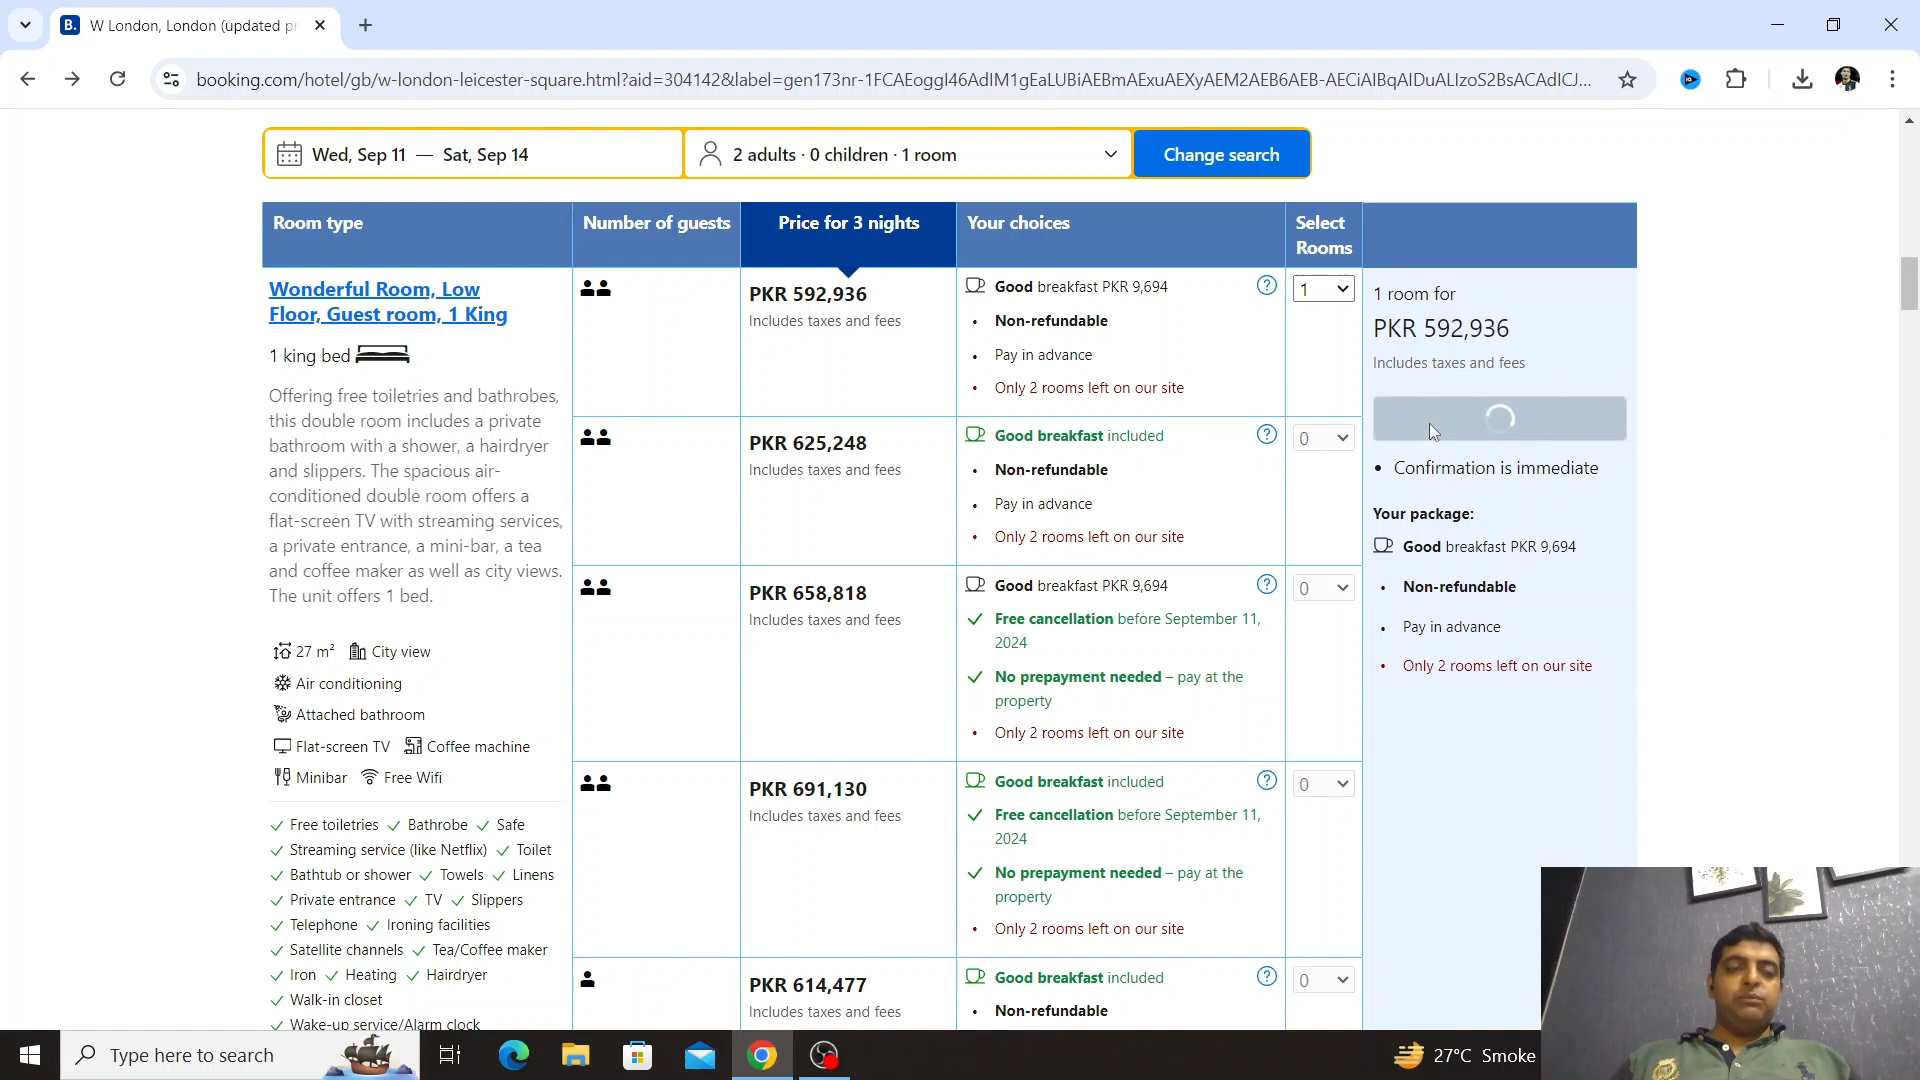 B. W London, London (updated pr
booking.com/hotel/gb/w-london-leicester-square.html?aid=304142&label=gen173nr-1FCAEoggI46AdIM1gEaLUBiAEBmAExuAEXyAEM2AEB6AEB-AECiAIBqAIDuALIzoS2BsACAdICJ...
Wed, Sep 11 — Sat, Sep 14
2 adults · 0 children · 1 room
Change search
Room type
Number of guests
Price for 3 nights
Your choices
Select
Rooms
Wonderful Room, Low
Floor, Guest room, 1 King
1 king bed
Offering free toiletries and bathrobes,
this double room includes a private
bathroom with a shower, a hairdryer
and slippers. The spacious air-
conditioned double room offers a
flat-screen TV with streaming services,
a private entrance, a mini-bar, a tea
and coffee maker as well as city views.
The unit offers 1 bed.
27 m² City view
Air conditioning
Attached bathroom
Flat-screen TV Coffee machine
Minibar Free Wifi
Free toiletries Bathrobe Safe
Streaming service (like Netflix) Toilet
Bathtub or shower Towels Linens
Private entrance TV Slippers
Telephone Ironing facilities
Satellite channels Tea/Coffee maker
Iron Heating Hairdryer
Walk-in closet
Wake-up service/Alarm clock
PKR 592,936
Includes taxes and fees
Good breakfast PKR 9,694
• Non-refundable
• Pay in advance
• Only 2 rooms left on our site
1
PKR 625,248
Includes taxes and fees
Good breakfast included
• Non-refundable
• Pay in advance
• Only 2 rooms left on our site
0
PKR 658,818
Includes taxes and fees
Good breakfast PKR 9,694
Free cancellation before September 11,
2024
No prepayment needed – pay at the
property
• Only 2 rooms left on our site
0
PKR 691,130
Includes taxes and fees
Good breakfast included
Free cancellation before September 11,
2024
No prepayment needed – pay at the
property
• Only 2 rooms left on our site
0
PKR 614,477
Includes taxes and fees
Good breakfast included
• Non-refundable
0
1 room for
PKR 592,936
Includes taxes and fees
• Confirmation is immediate
Your package:
Good breakfast PKR 9,694
• Non-refundable
• Pay in advance
• Only 2 rooms left on our site
Type here to search
27°C Smoke